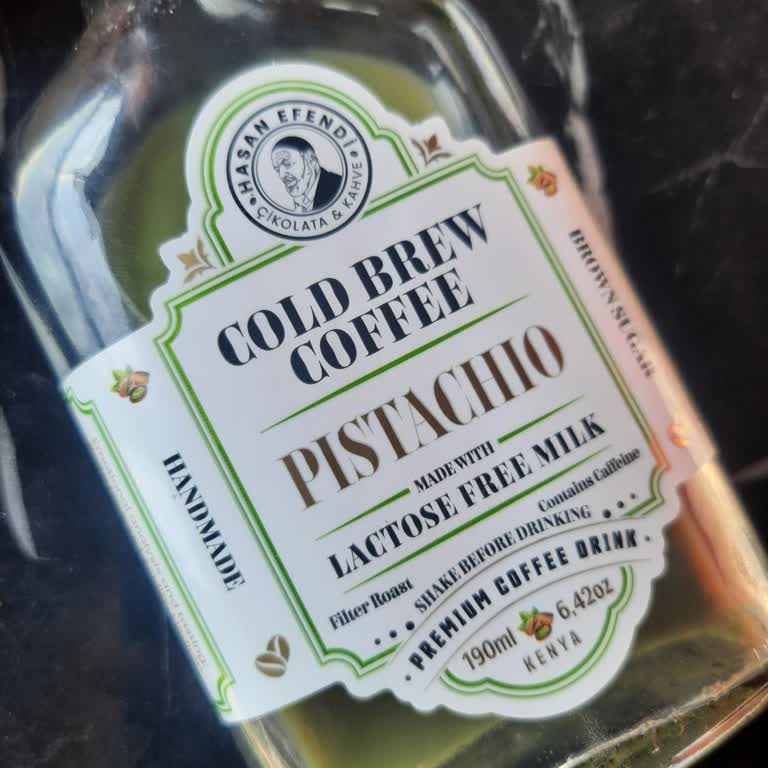 HASAN EFENDİ
ÇİKOLATA & KAHVE
COLD BREW
COFFEE
PISTACHIO
MADE WITH
LACTOSE FREE MILK
Contains Caiffeine
Filter Roast
SHAKE BEFORE DRINKING
PREMIUM COFFEE DRINK
190ml 6.42oz
KENYA
HANDMADE
BROWN SUGAR